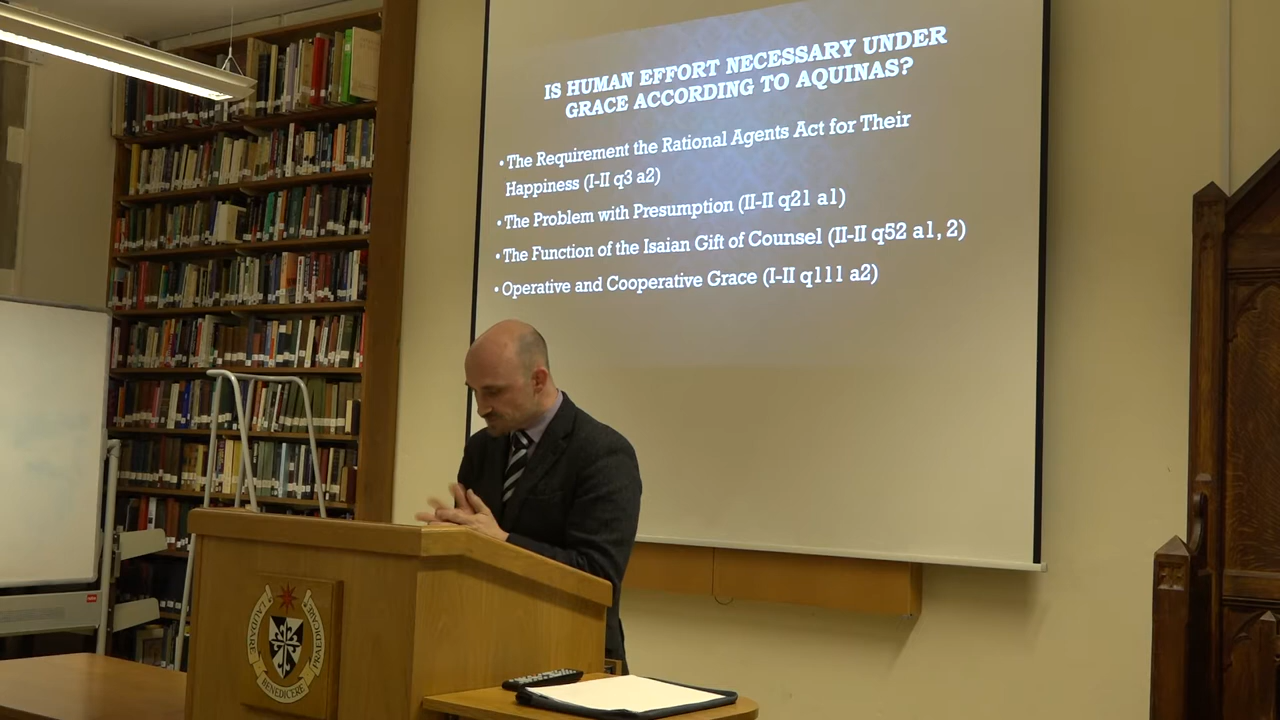 IS HUMAN EFFORT NECESSARY UNDER
GRACE ACCORDING TO AQUINAS?
• The Requirement the Rational Agents Act for Their
Happiness (I-II q3 a2)
• The Problem with Presumption (II-II q21 a1)
• The Function of the Isaian Gift of Counsel (II-II q52 a1, 2)
• Operative and Cooperative Grace (I-II q111 a2)
LAUDARE
BENEDICERE
PRAEDICARE